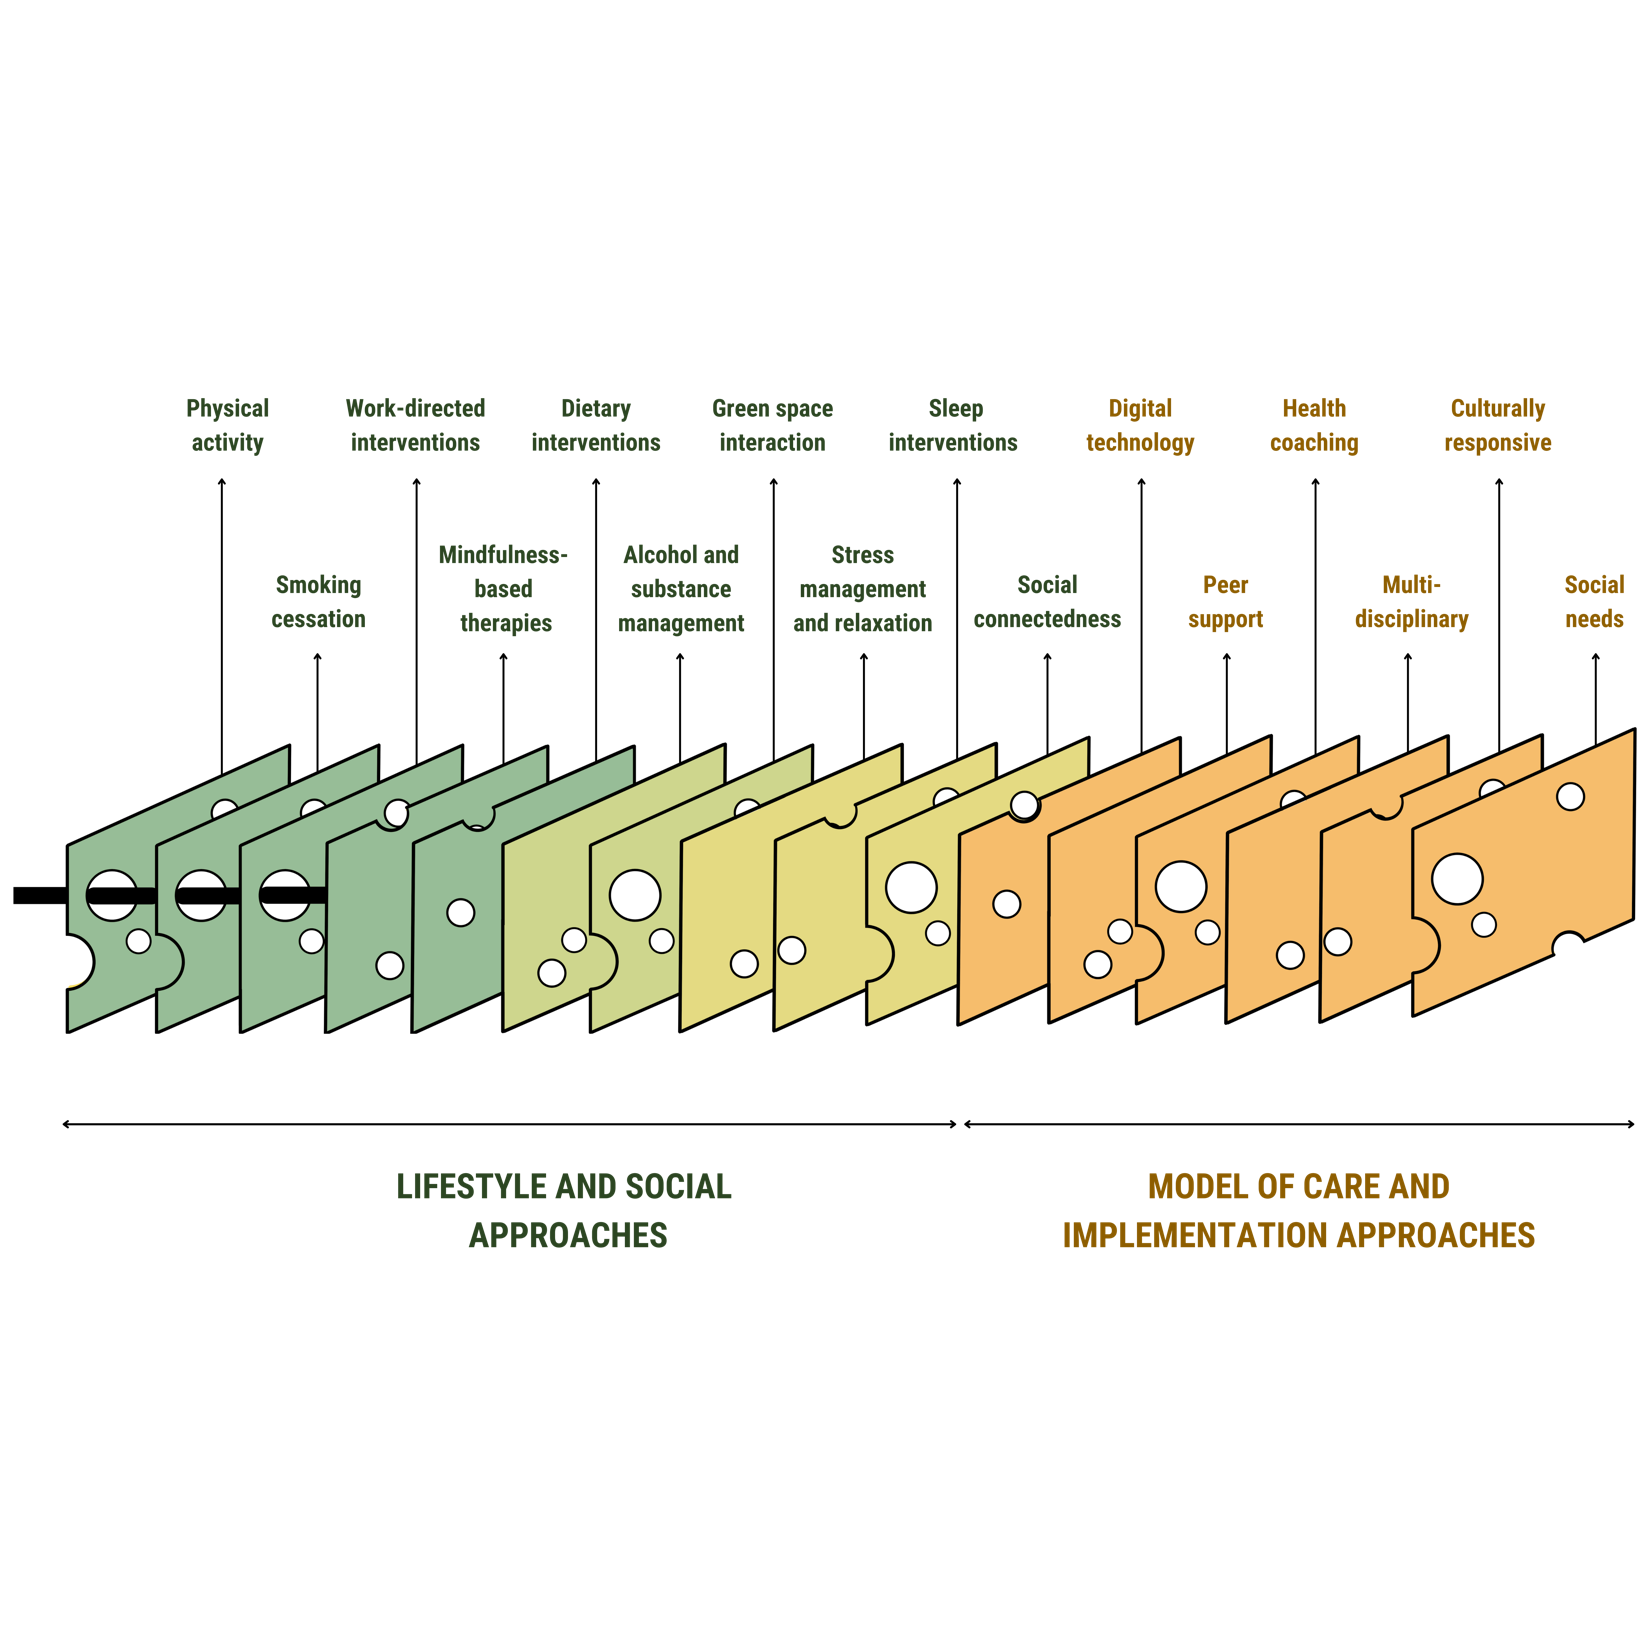 Physical
activity
Work-directed
interventions
Dietary
interventions
Green space
interaction
Sleep
interventions
Digital
technology
Health
coaching
Culturally
responsive
Smoking
cessation
Mindfulness-
based
therapies
Alcohol and
substance
management
Stress
management
and relaxation
Social
connectedness
Peer
support
Multi-
disciplinary
Social
needs
LIFESTYLE AND SOCIAL
APPROACHES
MODEL OF CARE AND
IMPLEMENTATION APPROACHES